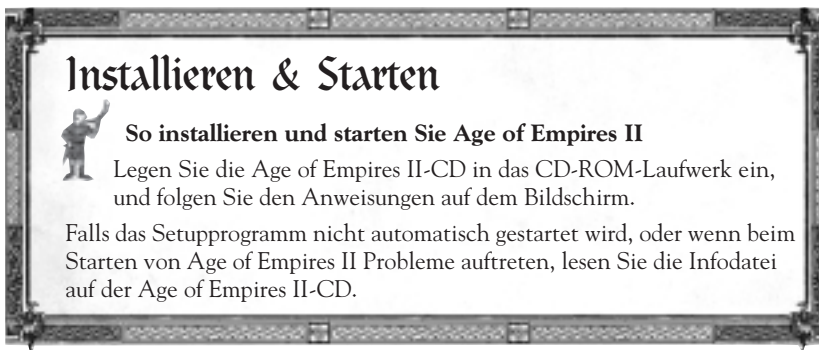 Installieren & Starten
So installieren und starten Sie Age of Empires II
Legen Sie die Age of Empires II-CD in das CD-ROM-Laufwerk ein,
und folgen Sie den Anweisungen auf dem Bildschirm.
Falls das Setupprogramm nicht automatisch gestartet wird, oder wenn beim
Starten von Age of Empires II Probleme auftreten, lesen Sie die Infodatei
auf der Age of Empires II-CD.